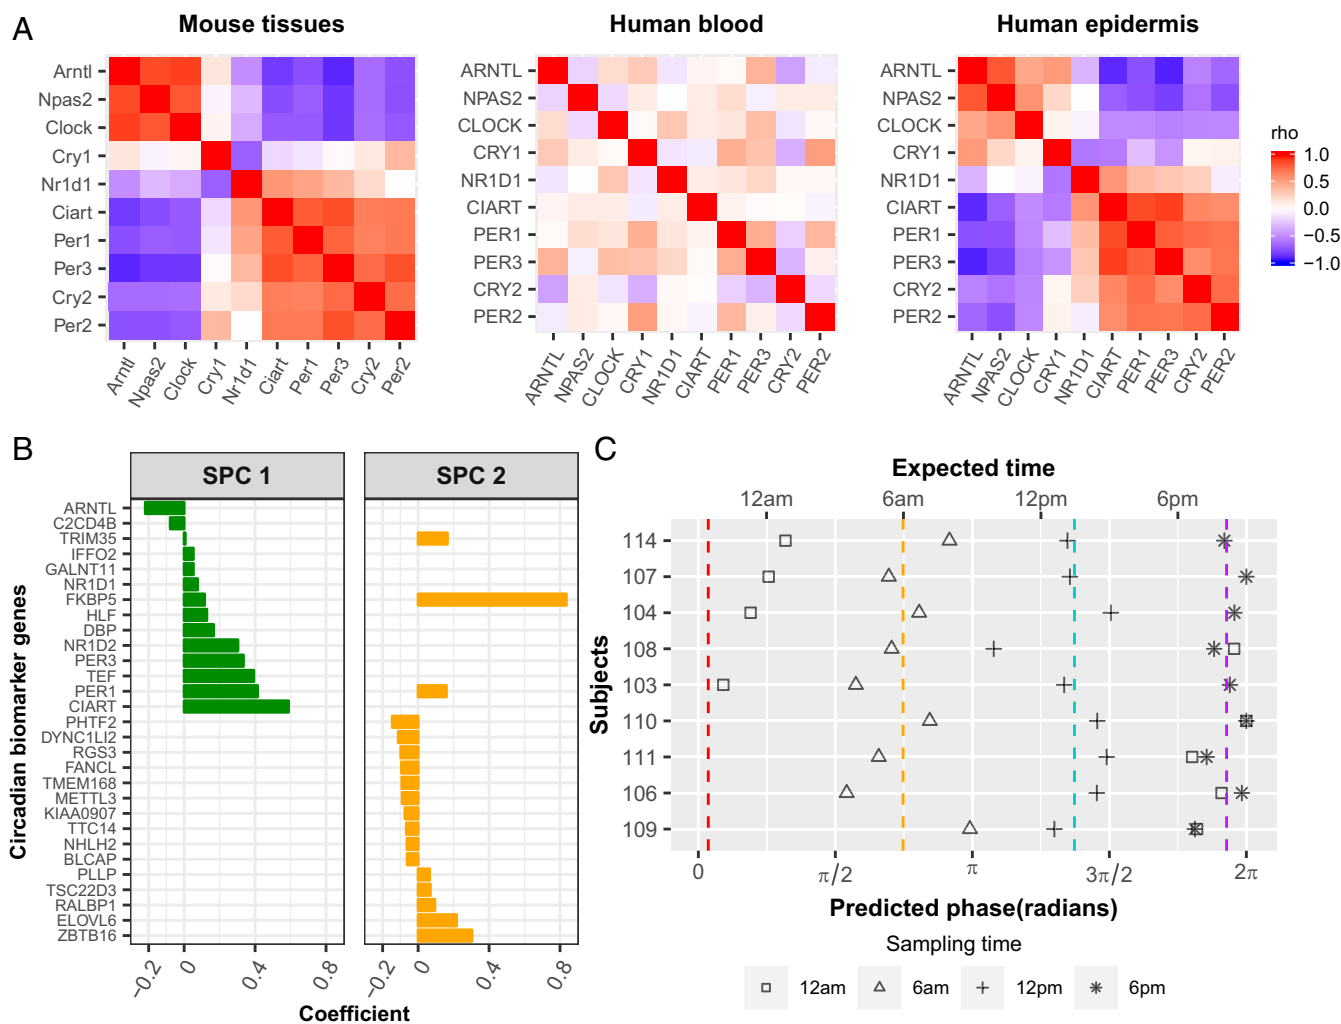 A
Mouse tissues
Human blood
Human epidermis
Arntl
Npas2
Clock
Cry1
Nr1d1
Ciart
Per1
Per3
Cry2
Per2
Arntl
Npas2
Clock
Cry1
Nr1d1
Ciart
Per1
Per3
Cry2
Per2
ARNTL
NPAS2
CLOCK
CRY1
NR1D1
CIART
PER1
PER3
CRY2
PER2
ARNTL
NPAS2
CLOCK
CRY1
NR1D1
CIART
PER1
PER3
CRY2
PER2
ARNTL
NPAS2
CLOCK
CRY1
NR1D1
CIART
PER1
PER3
CRY2
PER2
ARNTL
NPAS2
CLOCK
CRY1
NR1D1
CIART
PER1
PER3
CRY2
PER2
rho
1.0
0.5
0.0
−0.5
−1.0
B
SPC 1
SPC 2
Circadian biomarker genes
ARNTL
C2CD4B
TRIM35
IFFO2
GALNT11
NR1D1
FKBP5
HLF
DBP
NR1D2
PER3
TEF
PER1
CIART
PHTF2
DYNC1LI2
RGS3
FANCL
TMEM168
METTL3
KIAA0907
TTC14
NHLH2
BLCAP
PLLP
TSC22D3
RALBP1
ELOVL6
ZBTB16
−0.2 0 0.4 0.8
−0.2 0 0.4 0.8
Coefficient
C
Expected time
12am 6am 12pm 6pm
Subjects
114
107
104
108
103
110
111
106
109
0 π/2 π 3π/2 2π
Predicted phase(radians)
Sampling time
12am 6am 12pm 6pm